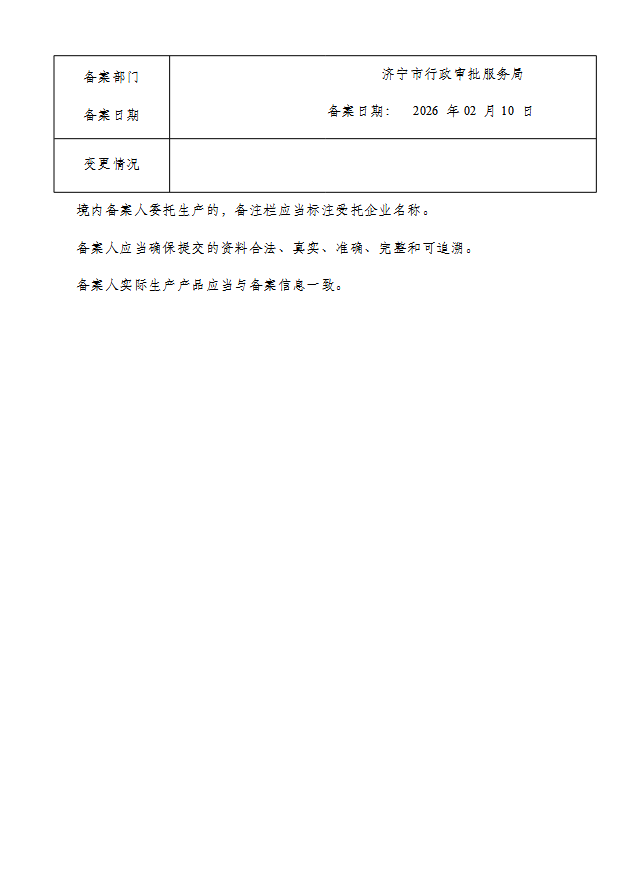 备案部门
济宁市行政审批服务局
备案日期
备案日期： 2026 年 02 月 10 日
变更情况
境内备案人委托生产的，备注栏应当标注受托企业名称。
备案人应当确保提交的资料合法、真实、准确、完整和可追溯。
备案人实际生产产品应当与备案信息一致。